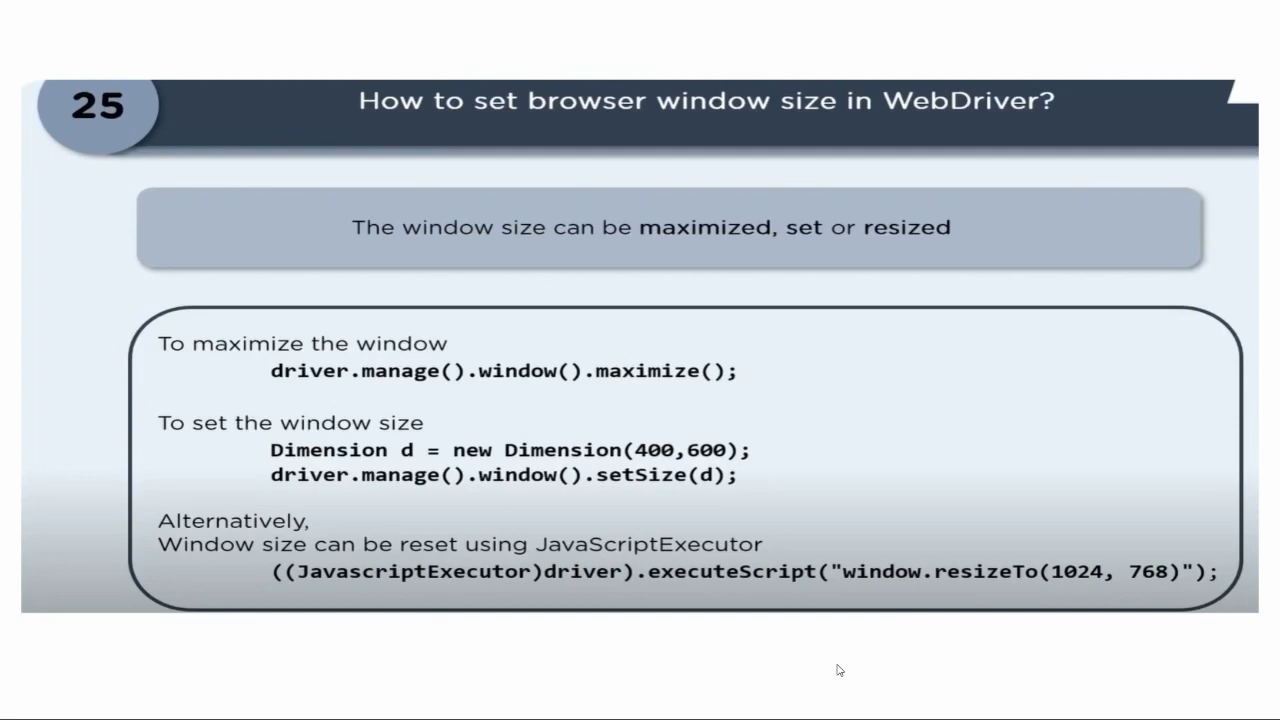 25
How to set browser window size in WebDriver?
The window size can be maximized, set or resized
To maximize the window
driver.manage().window().maximize();
To set the window size
Dimension d = new Dimension(400,600);
driver.manage().window().setSize(d);
Alternatively,
Window size can be reset using JavaScriptExecutor
((JavascriptExecutor)driver).executeScript("window.resizeTo(1024, 768)");